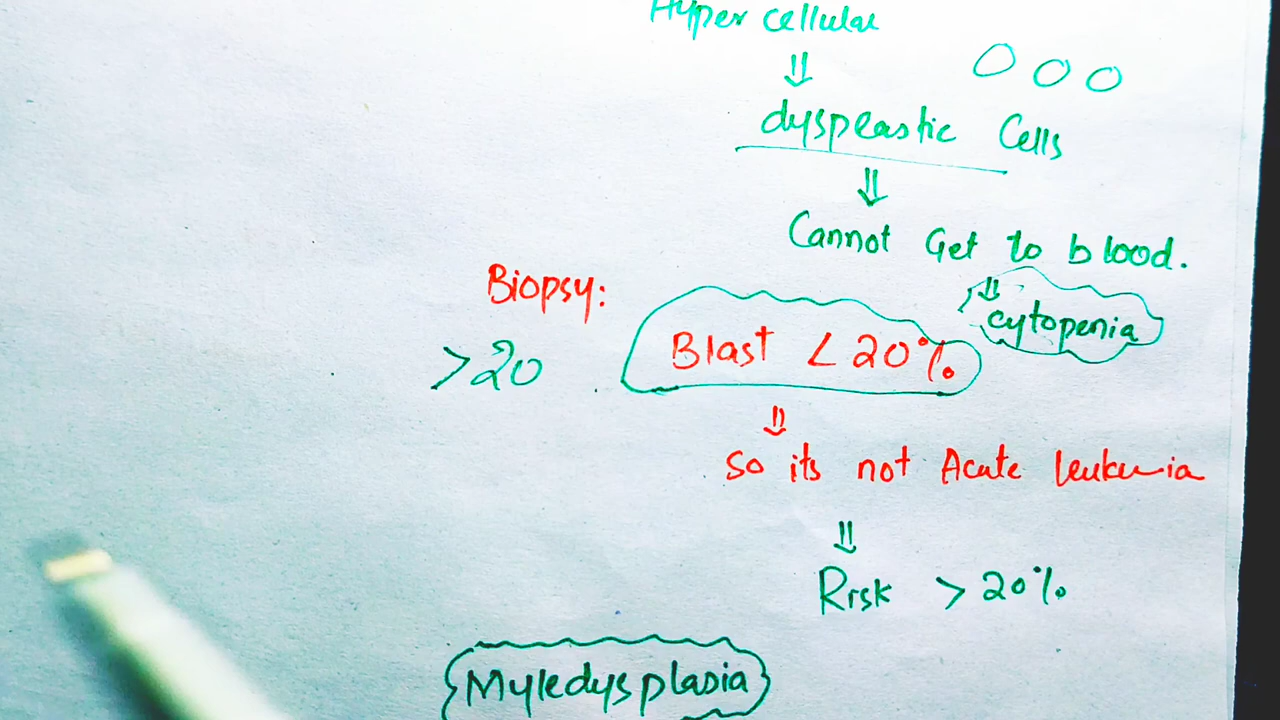 Hyper cellular
⇓
dyspeastic Cells
⇓
Cannot Get to blood.
⇓
cytopenia
Biopsy:
>20
Blast < 20%
⇓
So its not Acute leukemia
⇓
Risk > 20%
Myledysplasia